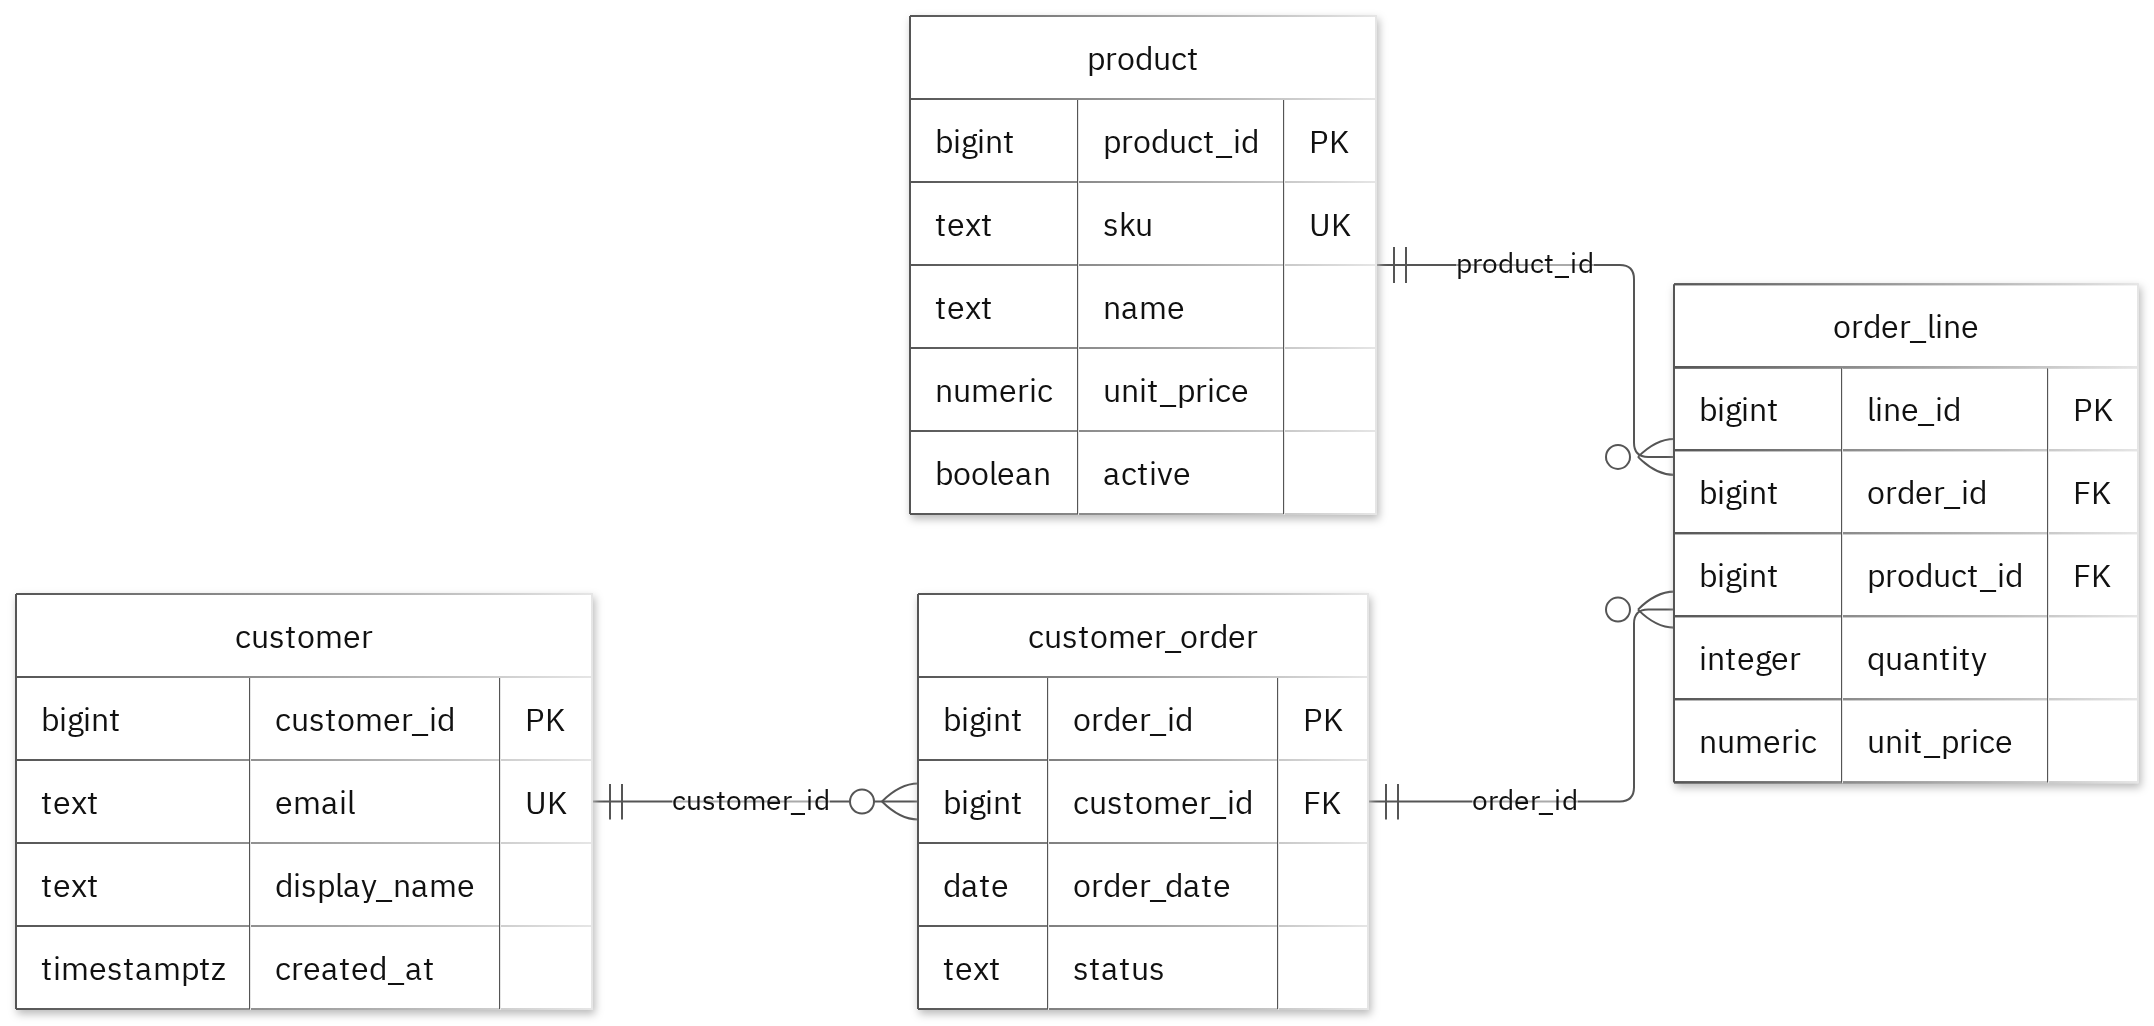 product
bigint product_id PK
text sku UK
text name
numeric unit_price
boolean active
product_id
order_line
bigint line_id PK
bigint order_id FK
bigint product_id FK
integer quantity
numeric unit_price
customer
bigint customer_id PK
text email UK
text display_name
timestamptz created_at
customer_id
customer_order
bigint order_id PK
bigint customer_id FK
date order_date
text status
order_id